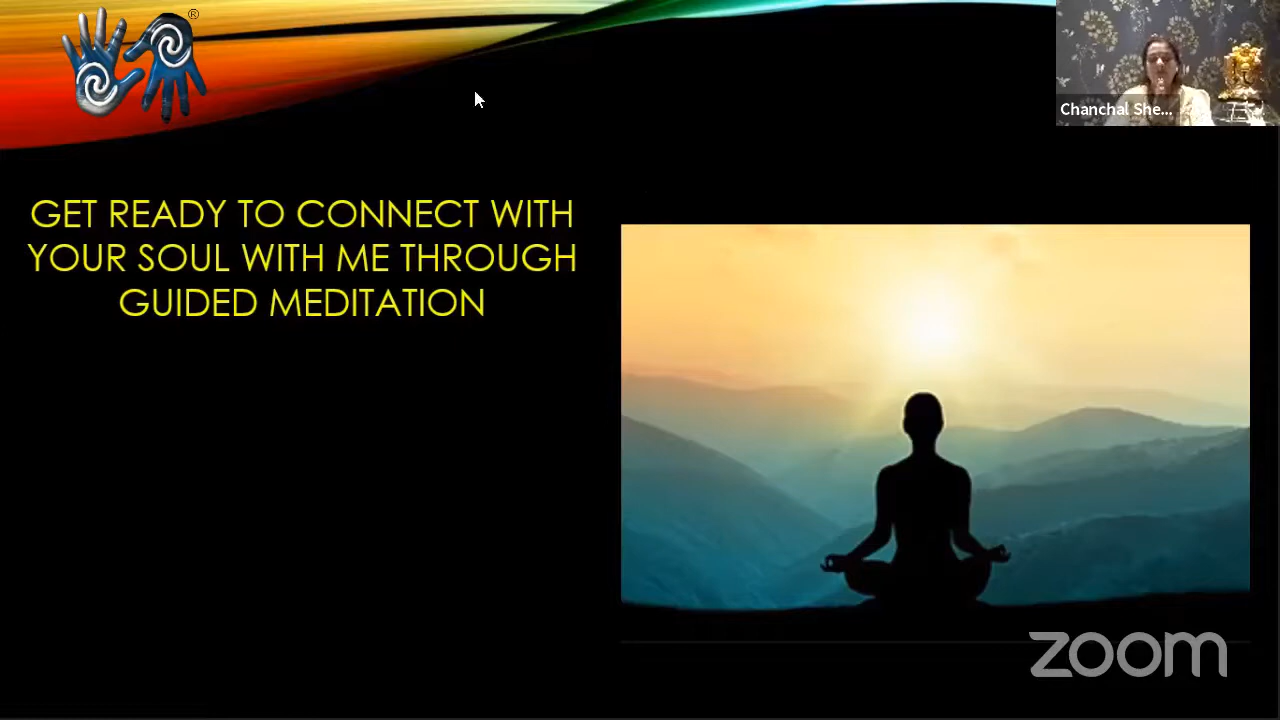 ®
Chanchal She...
GET READY TO CONNECT WITH
YOUR SOUL WITH ME THROUGH
GUIDED MEDITATION
zoom